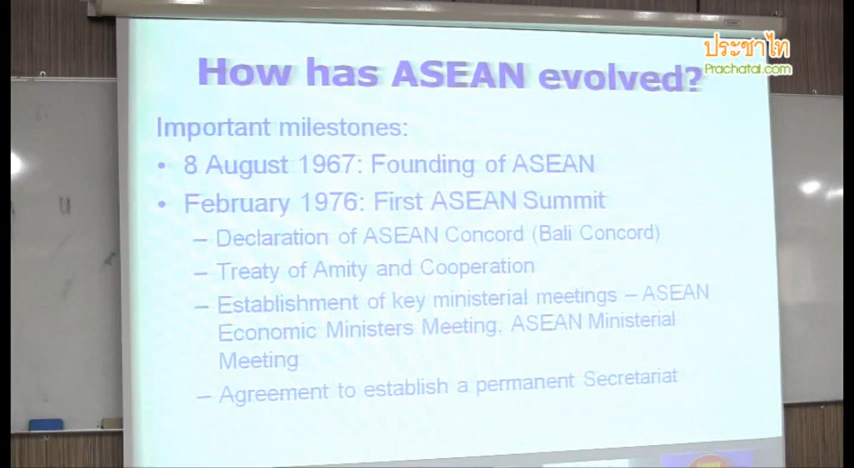 ประชาไท
Prachatai.com
How has ASEAN evolved?
Important milestones:
• 8 August 1967: Founding of ASEAN
• February 1976: First ASEAN Summit
– Declaration of ASEAN Concord (Bali Concord)
– Treaty of Amity and Cooperation
– Establishment of key ministerial meetings – ASEAN
Economic Ministers Meeting, ASEAN Ministerial
Meeting
– Agreement to establish a permanent Secretariat